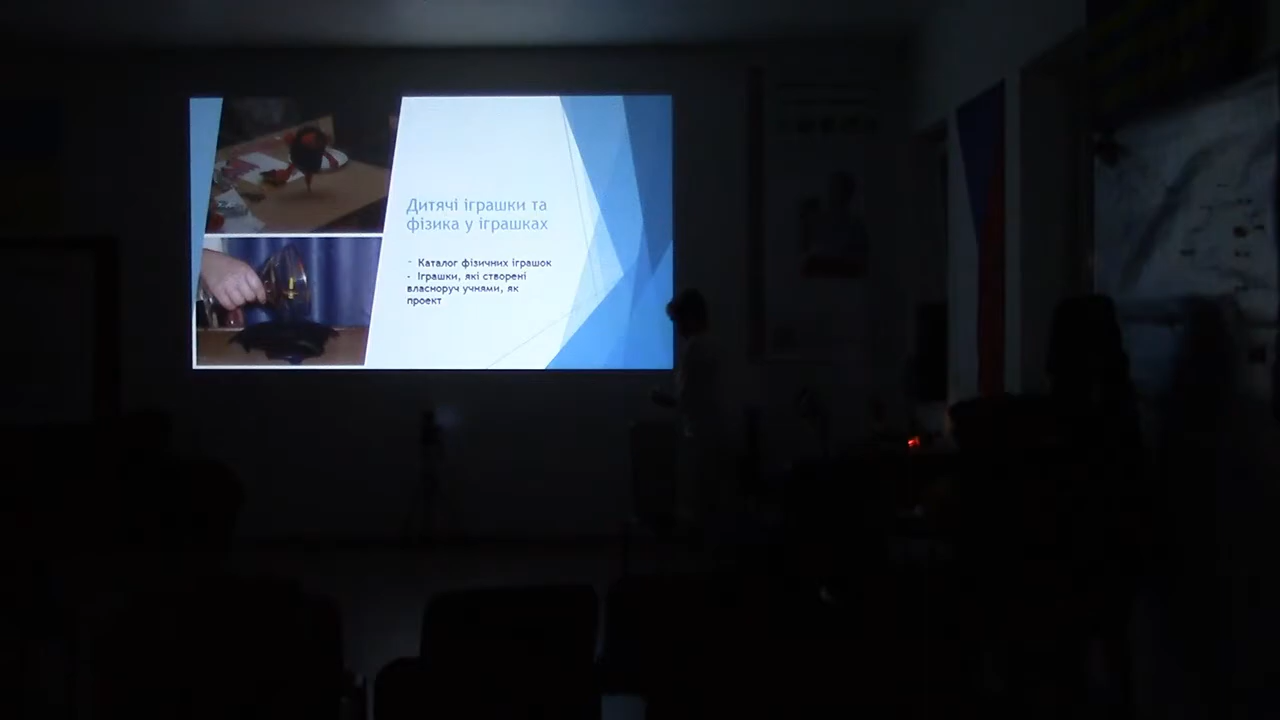 Дитячі іграшки та
фізика у іграшках
- Каталог фізичних іграшок
- Іграшки, які створені
власноруч учнями, як
проект